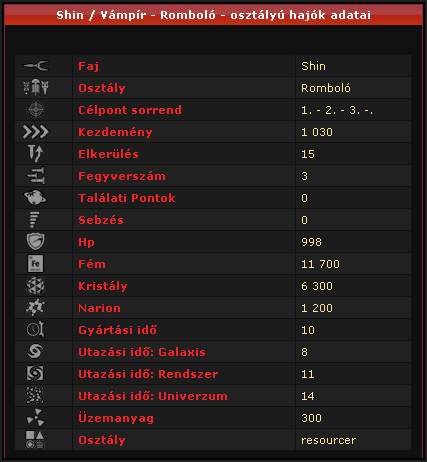 Shin / Vámpír - Romboló - osztályú hajók adatai
Faj Shin
Osztály Romboló
Célpont sorrend 1. - 2. - 3. -.
Kezdemény 1 030
Elkerülés 15
Fegyverszám 3
Találati Pontok 0
Sebzés 0
Hp 998
Fe
Fém 11 700
Kristály 6 300
Narion 1 200
Gyártási idő 10
Utazási idő: Galaxis 8
Utazási idő: Rendszer 11
Utazási idő: Univerzum 14
Üzemanyag 300
Osztály resourcer